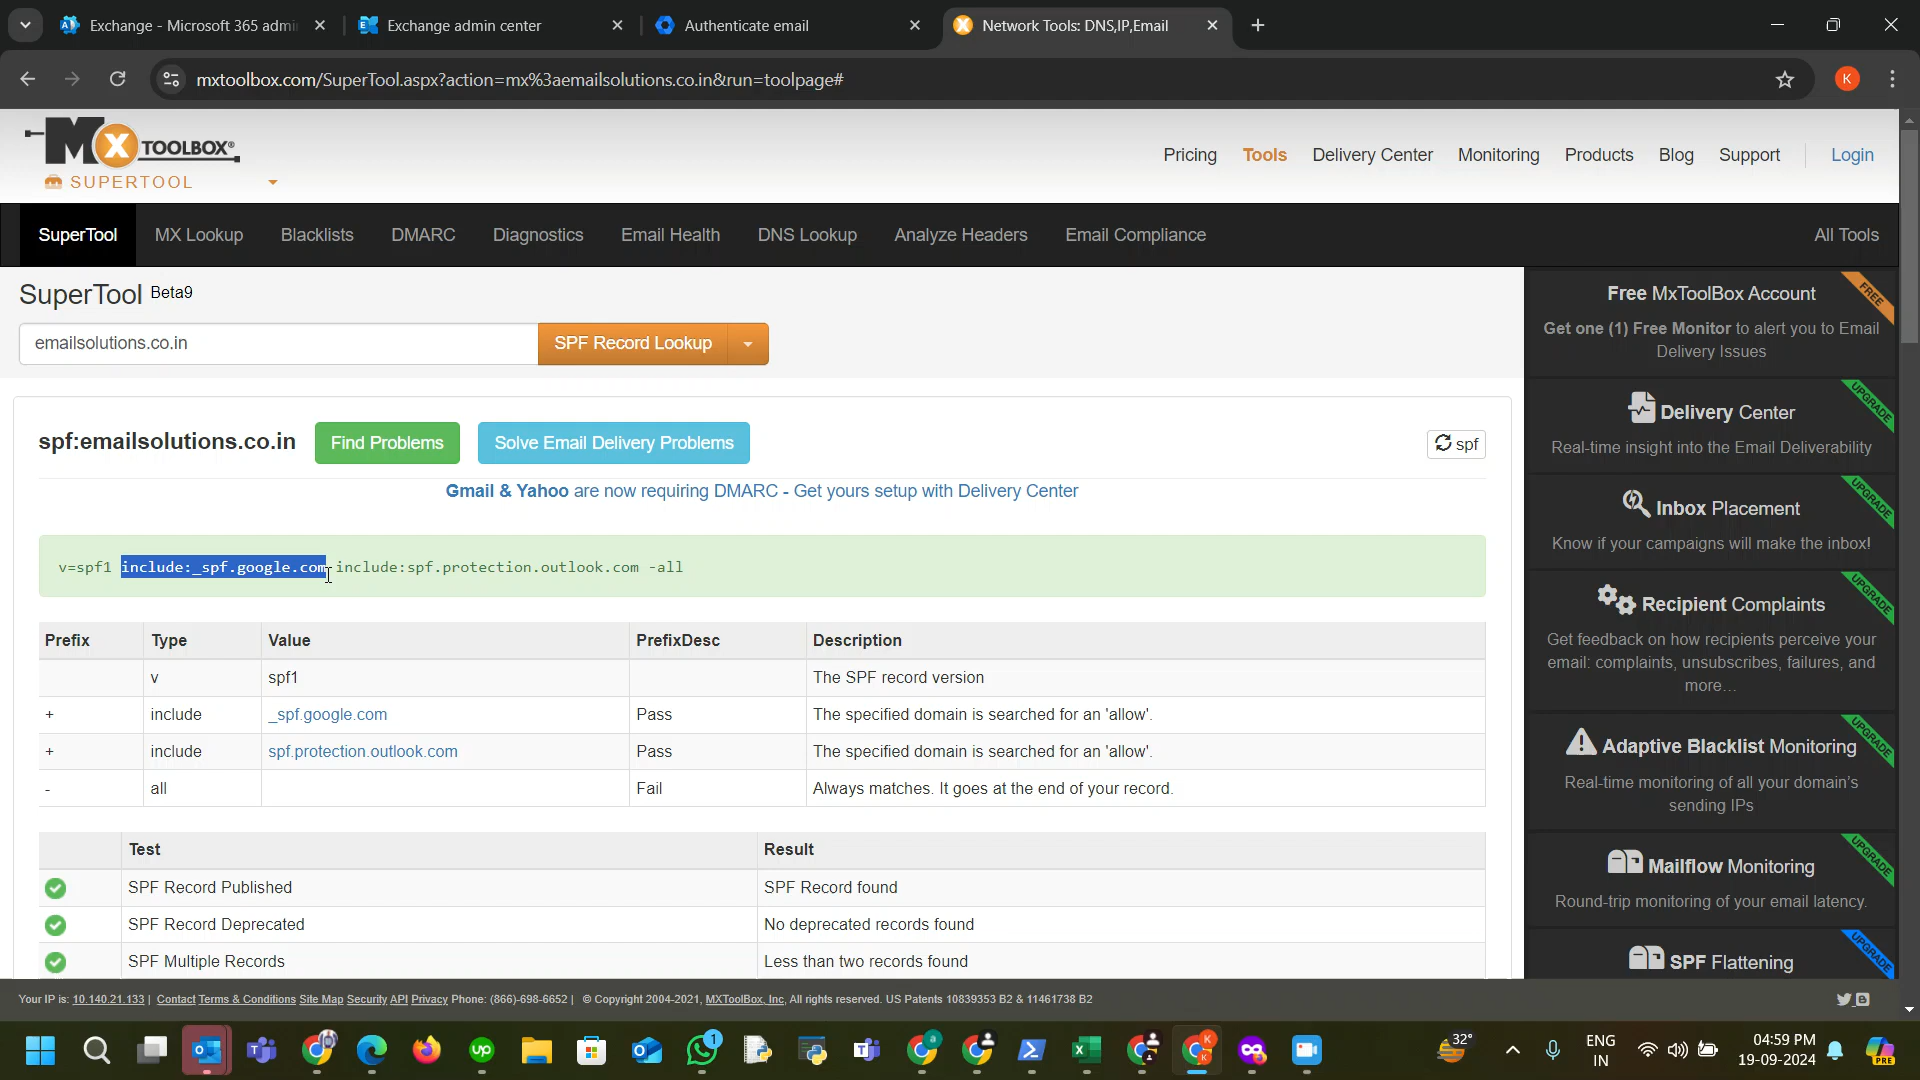 Exchange - Microsoft 365 admi
Exchange admin center
Authenticate email
Network Tools: DNS,IP,Email
mxtoolbox.com/SuperTool.aspx?action=mx%3aemailsolutions.co.in&run=toolpage#
K
MX TOOLBOX®
SUPERTOOL
Pricing
Tools
Delivery Center
Monitoring
Products
Blog
Support
Login
SuperTool
MX Lookup
Blacklists
DMARC
Diagnostics
Email Health
DNS Lookup
Analyze Headers
Email Compliance
All Tools
SuperTool Beta9
emailsolutions.co.in
SPF Record Lookup
spf:emailsolutions.co.in
Find Problems
Solve Email Delivery Problems
spf
Gmail & Yahoo are now requiring DMARC - Get yours setup with Delivery Center
v=spf1 include:_spf.google.com include:spf.protection.outlook.com -all
Prefix Type Value PrefixDesc Description
v spf1 The SPF record version
+ include _spf.google.com Pass The specified domain is searched for an 'allow'.
+ include spf.protection.outlook.com Pass The specified domain is searched for an 'allow'.
- all Fail Always matches. It goes at the end of your record.
Test Result
SPF Record Published SPF Record found
SPF Record Deprecated No deprecated records found
SPF Multiple Records Less than two records found
Free MxToolBox Account
FREE
Get one (1) Free Monitor to alert you to Email
Delivery Issues
Delivery Center
UPGRADE
Real-time insight into the Email Deliverability
Inbox Placement
UPGRADE
Know if your campaigns will make the inbox!
Recipient Complaints
UPGRADE
Get feedback on how recipients perceive your
email: complaints, unsubscribes, failures, and
more...
Adaptive Blacklist Monitoring
UPGRADE
Real-time monitoring of all your domain's
sending IPs
Mailflow Monitoring
UPGRADE
Round-trip monitoring of your email latency.
SPF Flattening
UPGRADE
Your IP is: 10.140.21.133 | Contact Terms & Conditions Site Map Security API Privacy Phone: (866)-698-6652 | © Copyright 2004-2021, MXToolBox, Inc, All rights reserved. US Patents 10839353 B2 & 11461738 B2
up
1
K
32°
ENG
IN
04:59 PM
19-09-2024
PRE